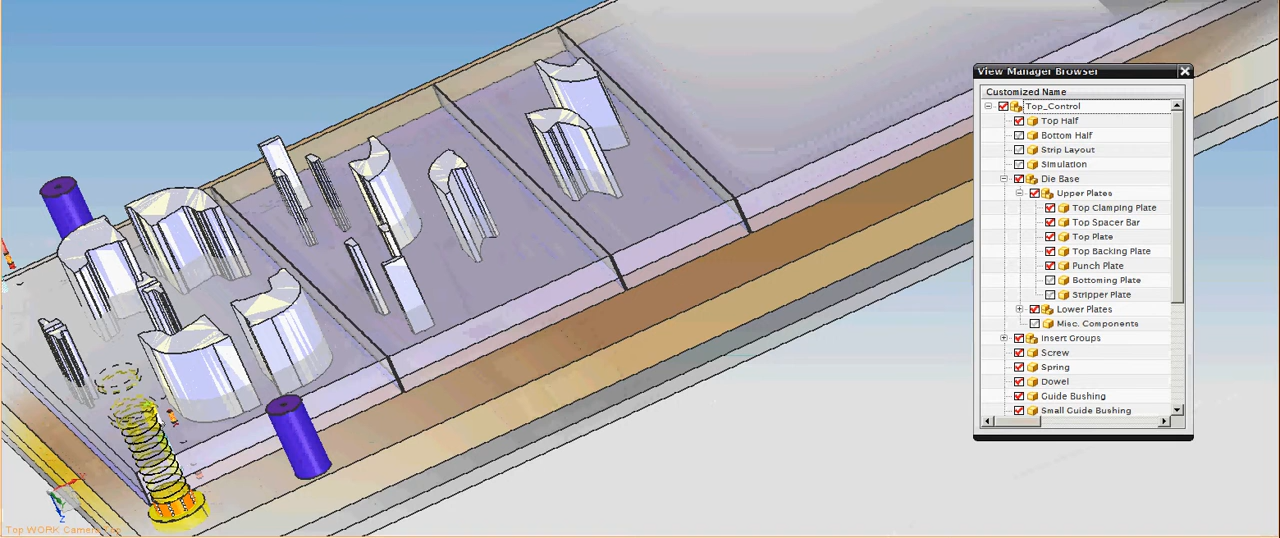 View Manager Browser
Customized Name
Top_Control
Top Half
Bottom Half
Strip Layout
Simulation
Die Base
Upper Plates
Top Clamping Plate
Top Spacer Bar
Top Plate
Top Backing Plate
Punch Plate
Bottoming Plate
Stripper Plate
Lower Plates
Misc. Components
Insert Groups
Screw
Spring
Dowel
Guide Bushing
Small Guide Bushing
Z
Top WORK Camera